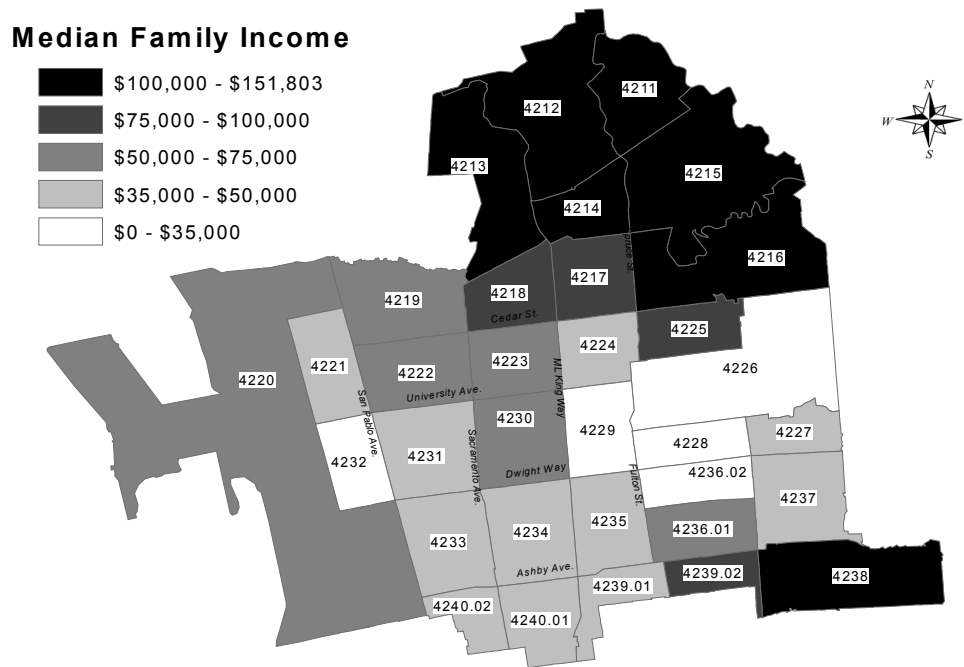 Median Family Income
$100,000 - $151,803
$75,000 - $100,000
$50,000 - $75,000
$35,000 - $50,000
$0 - $35,000
N
W
S
4211
4212
4213
4215
4214
4216
4217
4218
4219
Cedar St.
4225
4224
4223
4221
4222
4220
4226
University Ave.
ML King Way
San Pablo Ave.
4230
4229
4227
4228
4231
4232
Sacramento Ave.
Dwight Way
4236.02
Fulton St.
4237
4235
4236.01
4234
4233
Ashby Ave.
4239.02
4238
4239.01
4240.02
4240.01